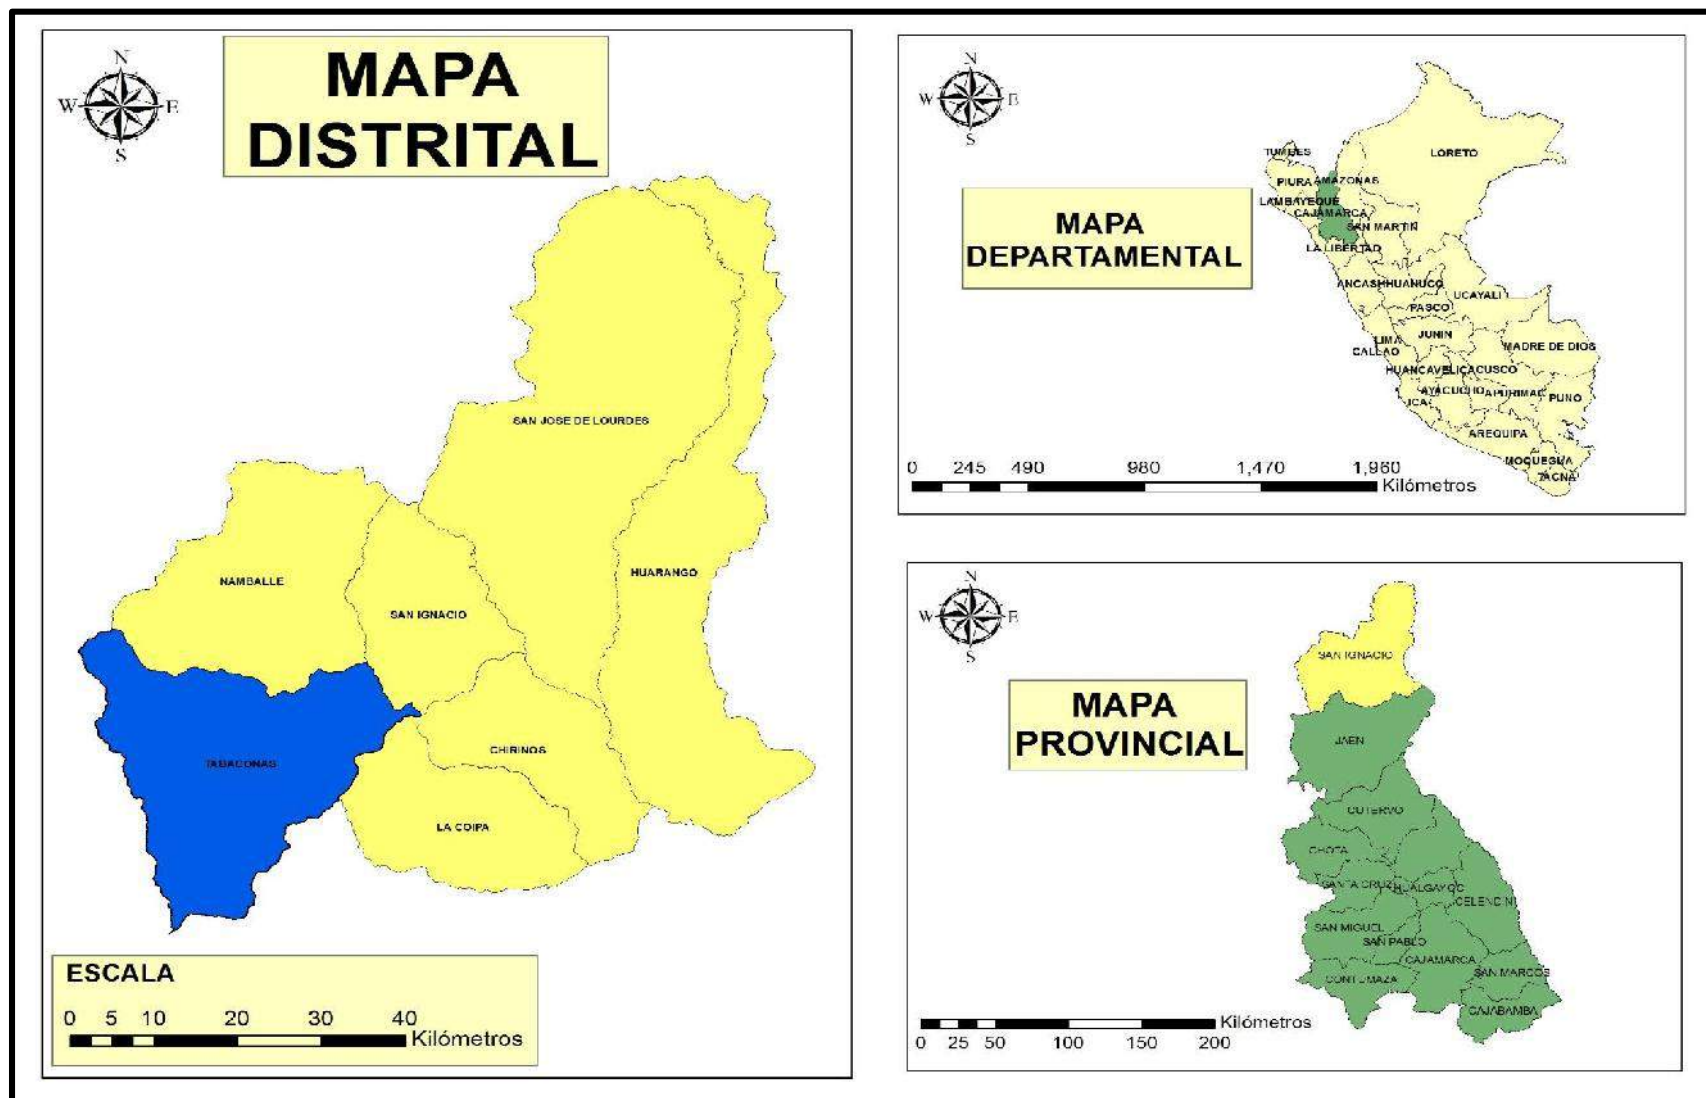 MAPA
DISTRITAL
N
W E
S
SAN JOSE DE LOURDES
HUARANGO
NAMBALLE
SAN IGNACIO
CHIRINOS
TABACONAS
LA COIPA
ESCALA
0 5 10 20 30 40
Kilómetros
N
W E
S
MAPA
DEPARTAMENTAL
LORETO
TUMBES
PIURA AMAZONAS
LAMBAYEQUE
CAJAMARCA
SAN MARTIN
LA LIBERTAD
ANCASH HUANUCO
UCAYALI
PASCO
JUNIN
LIMA
CALLAO
MADRE DE DIOS
HUANCAVELICA CUSCO
AYACUCHO APURIMAC PUNO
ICA
AREQUIPA
MOQUEGUA
TACNA
0 245 490 980 1,470 1,960
Kilómetros
N
W E
S
MAPA
PROVINCIAL
SAN IGNACIO
JAEN
CUTERVO
CHOTA
SANTA CRUZ HUALGAYOC
CELENDIN
SAN MIGUEL
SAN PABLO
CAJAMARCA
SAN MARCOS
CONTUMAZA
CAJABAMBA
Kilómetros
0 25 50 100 150 200